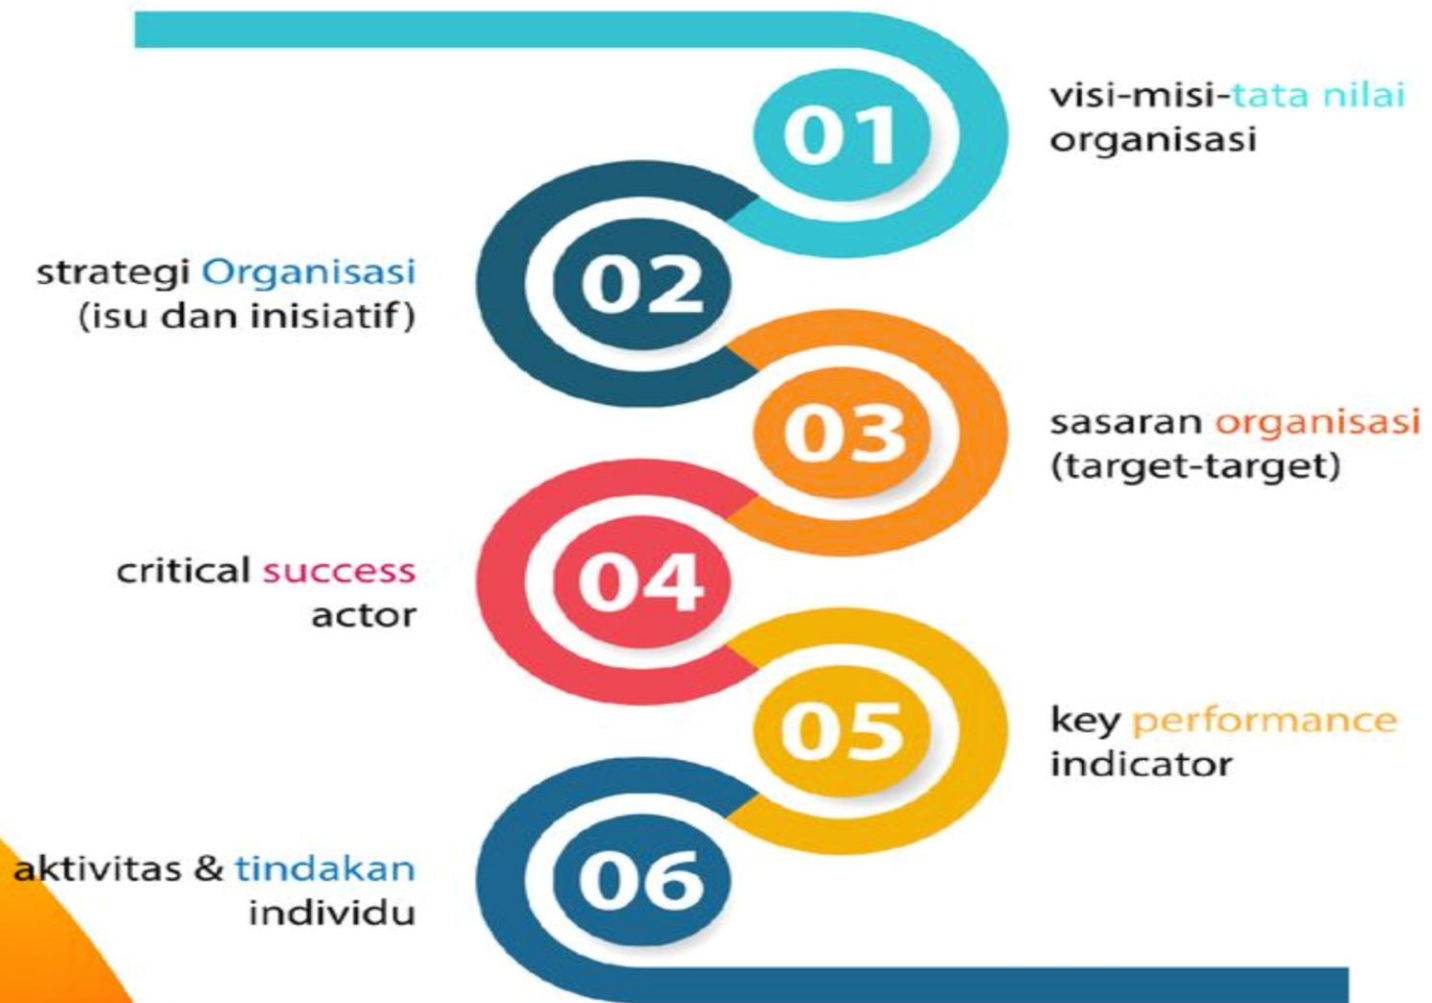 01
visi-misi-tata nilai
organisasi
02
strategi Organisasi
(isu dan inisiatif)
03
sasaran organisasi
(target-target)
04
critical success
actor
05
key performance
indicator
06
aktivitas & tindakan
individu